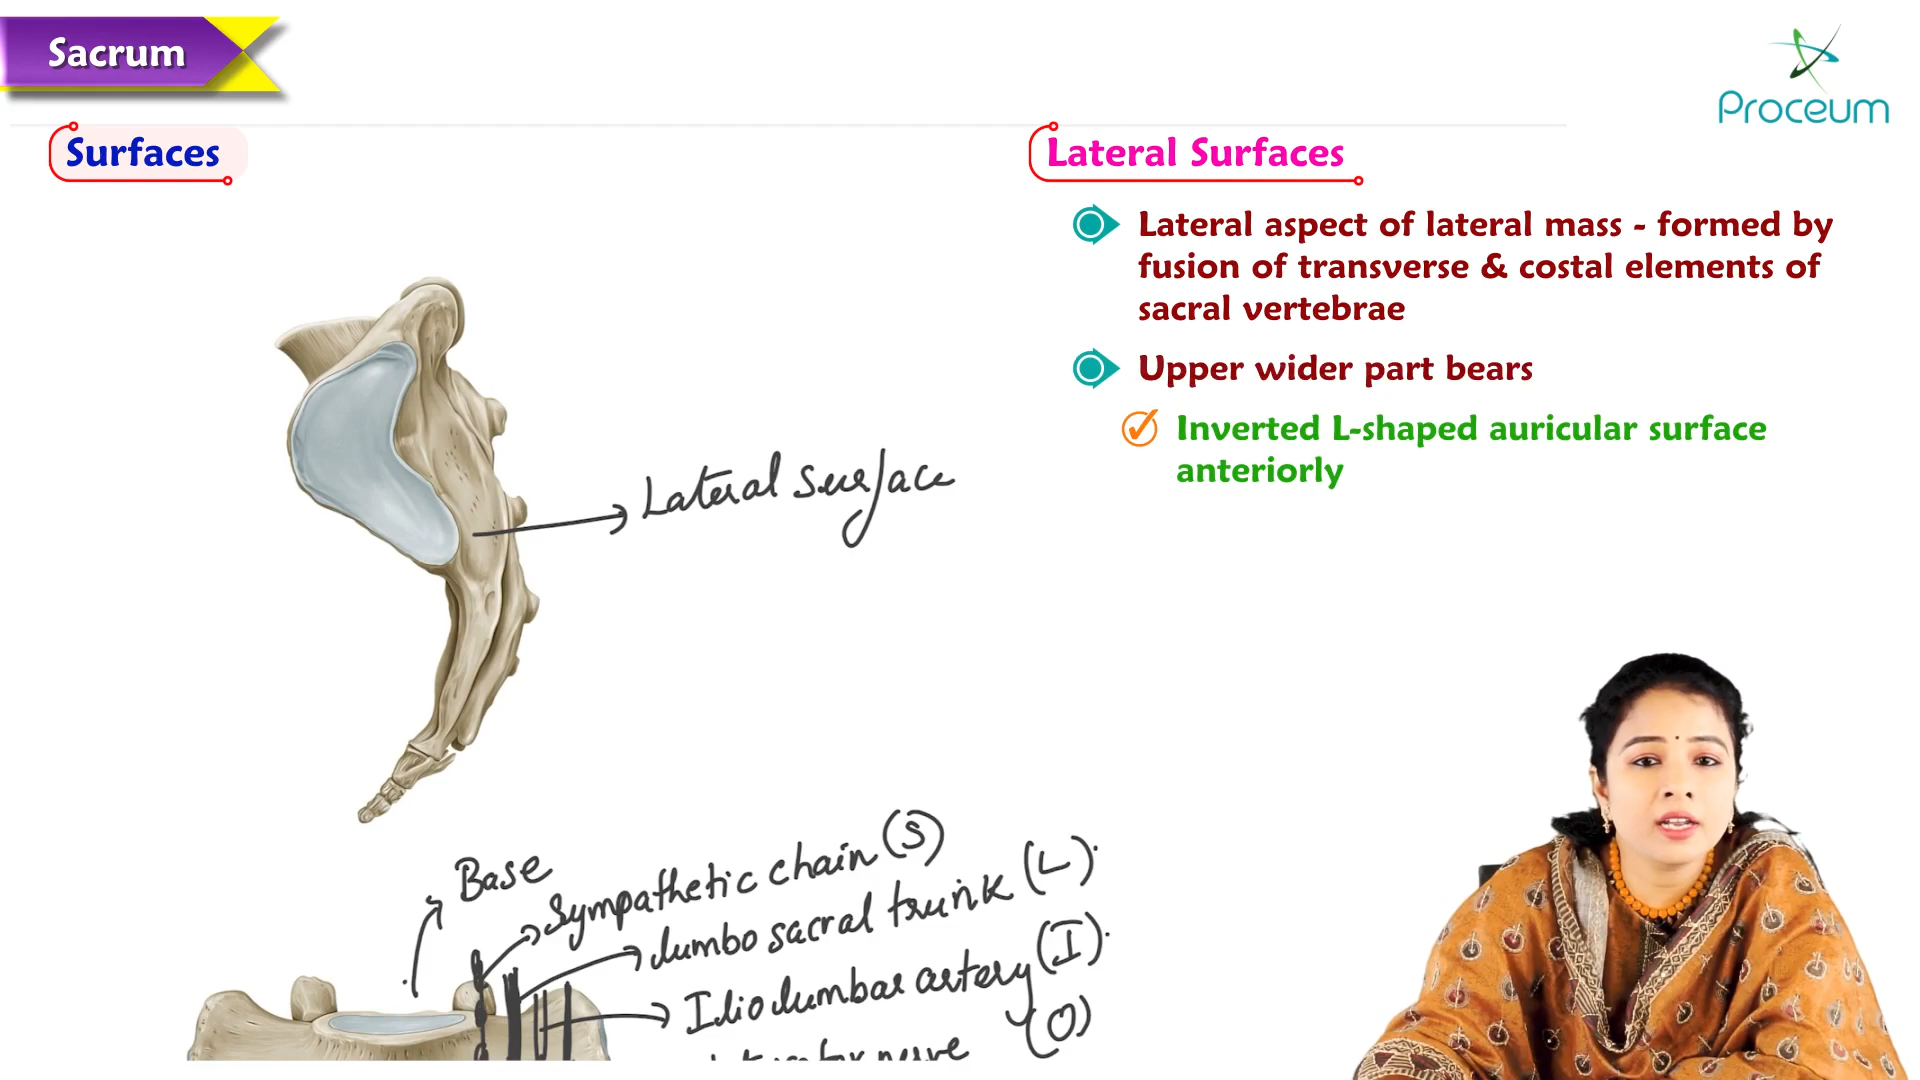 Sacrum
Proceum
Surfaces
Lateral Surfaces
Lateral aspect of lateral mass - formed by
fusion of transverse & costal elements of
sacral vertebrae
Upper wider part bears
Inverted L-shaped auricular surface
anteriorly
Lateral surface
Base
Sympathetic chain (S)
lumbo sacral trunk (L)
Iliolumbar artery (I)
nerve (O)